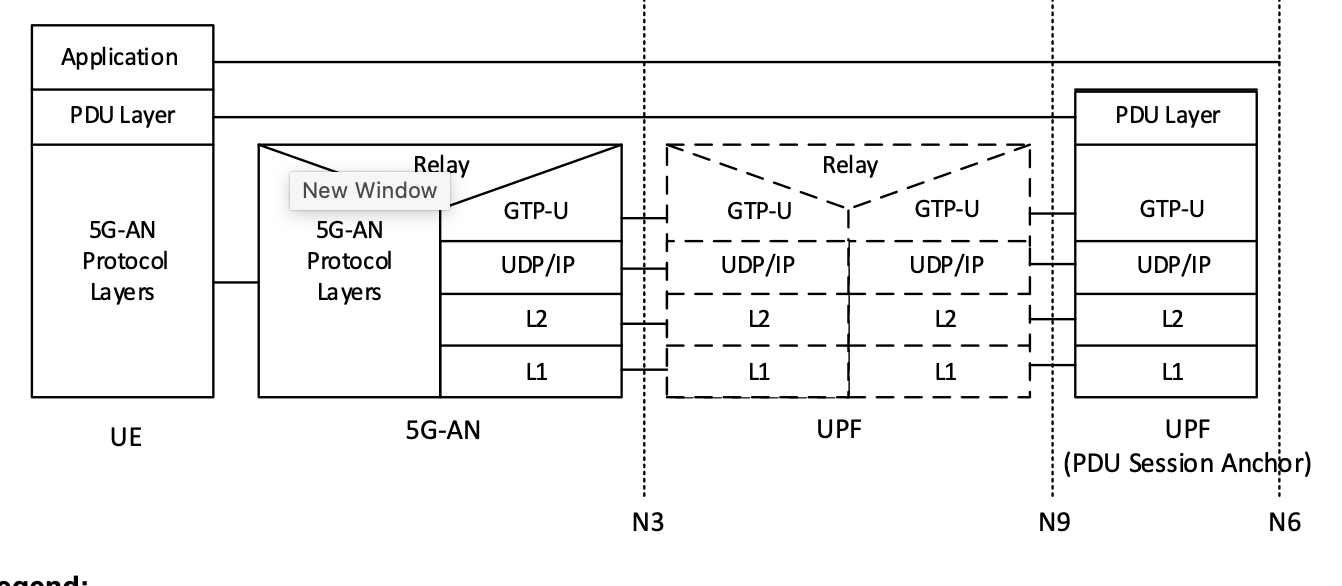 Application
PDU Layer
PDU Layer
Relay
Relay
New Window
GTP-U
GTP-U
GTP-U
GTP-U
5G-AN
Protocol
Layers
5G-AN
Protocol
Layers
UDP/IP
UDP/IP
UDP/IP
UDP/IP
L2
L2
L2
L2
L1
L1
L1
L1
UE
5G-AN
UPF
UPF
(PDU Session Anchor)
N3
N9
N6
egend: